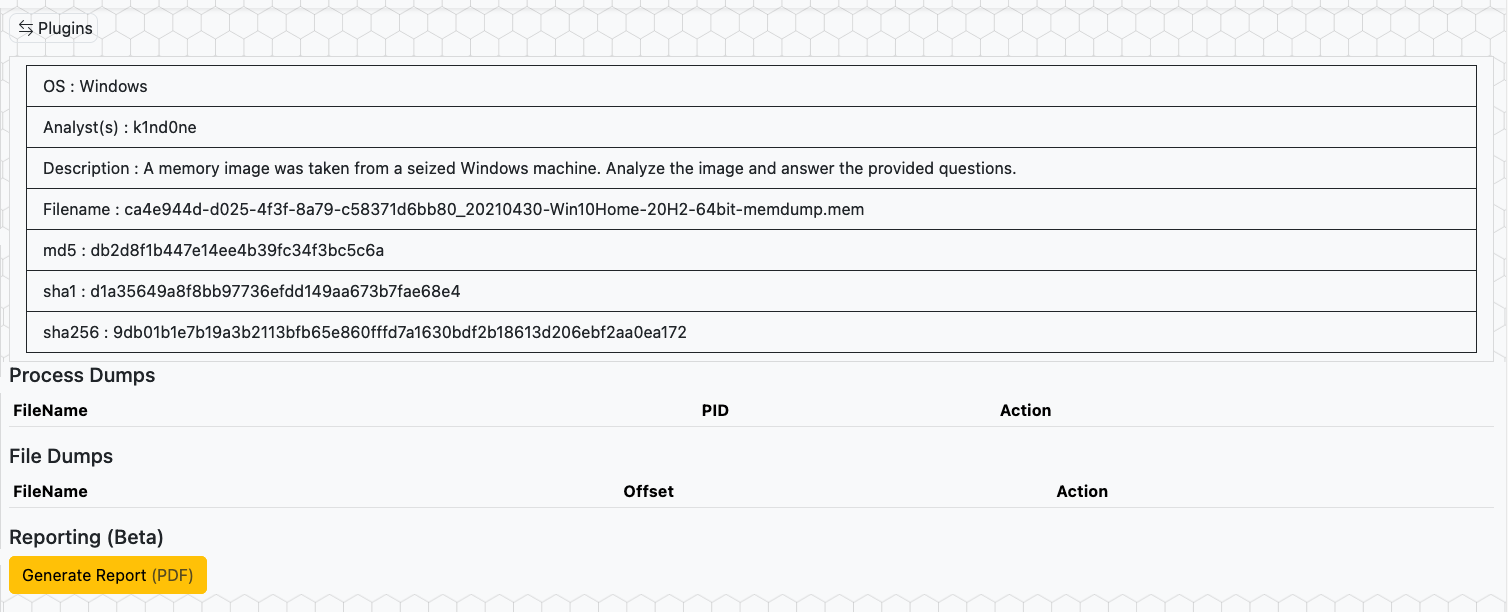 Plugins
OS : Windows
Analyst(s) : k1nd0ne
Description : A memory image was taken from a seized Windows machine. Analyze the image and answer the provided questions.
Filename : ca4e944d-d025-4f3f-8a79-c58371d6bb80_20210430-Win10Home-20H2-64bit-memdump.mem
md5 : db2d8f1b447e14ee4b39fc34f3bc5c6a
sha1 : d1a35649a8f8bb97736efdd149aa673b7fae68e4
sha256 : 9db01b1e7b19a3b2113bfb65e860fffd7a1630bdf2b18613d206ebf2aa0ea172
Process Dumps
FileName PID Action
File Dumps
FileName Offset Action
Reporting (Beta)
Generate Report (PDF)